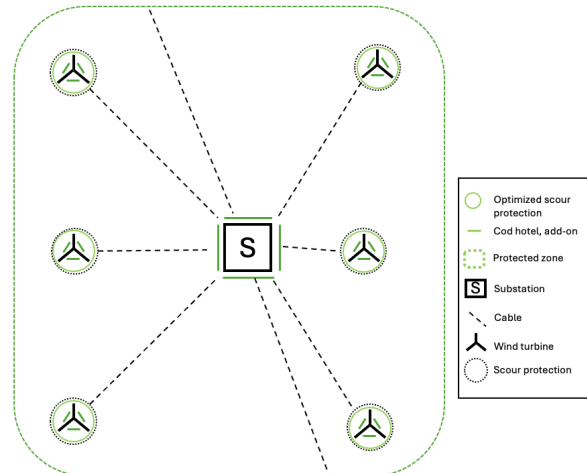 S
Optimized scour
protection
Cod hotel, add-on
Protected zone
S
Substation
Cable
Wind turbine
Scour protection